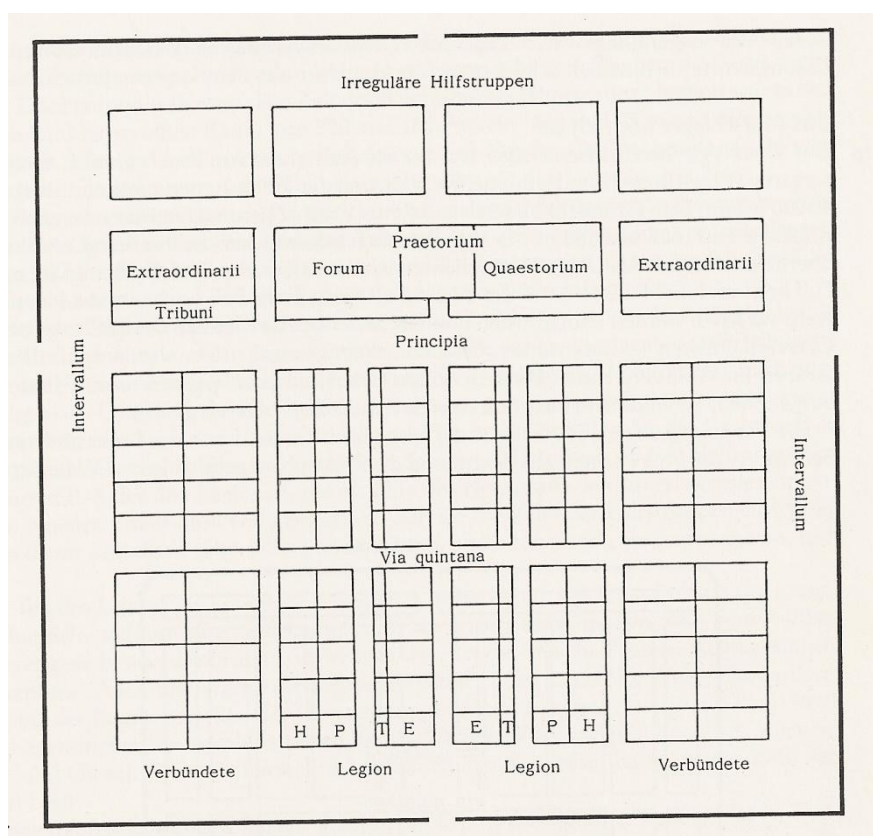 Irreguläre Hilfstruppen
Praetorium
Extraordinarii
Forum
Quaestorium
Extraordinarii
Tribuni
Principia
Intervallum
Intervallum
Via quintana
H P T E E T P H
Verbündete Legion Legion Verbündete